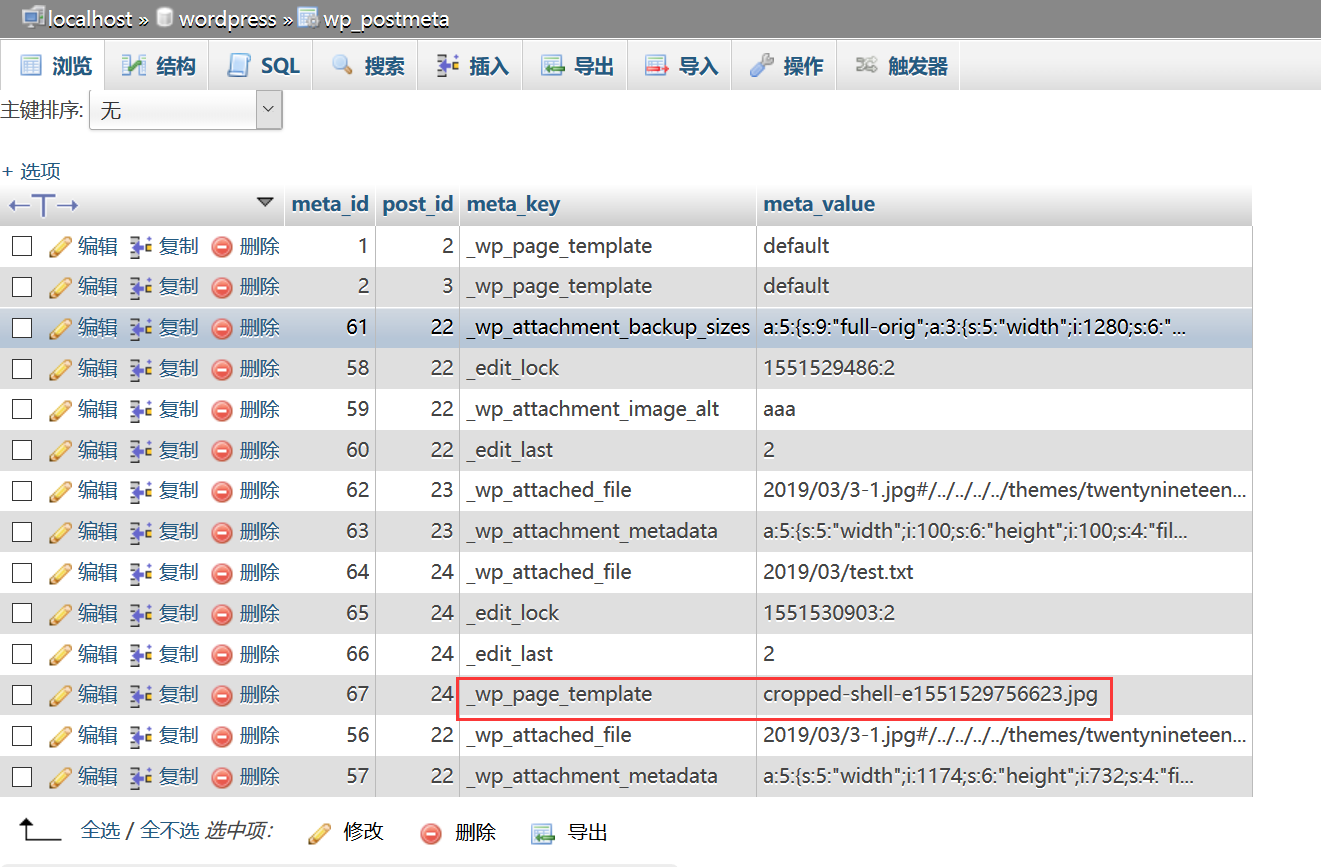 localhost » wordpress » wp_postmeta
浏览 结构 SQL 搜索 插入 导出 导入 操作 触发器
主键排序: 无
+ 选项
←T→ meta_id post_id meta_key meta_value
编辑 复制 删除 1 2 _wp_page_template default
编辑 复制 删除 2 3 _wp_page_template default
编辑 复制 删除 61 22 _wp_attachment_backup_sizes a:5:{s:9:"full-orig";a:3:{s:5:"width";i:1280;s:6:"...
编辑 复制 删除 58 22 _edit_lock 1551529486:2
编辑 复制 删除 59 22 _wp_attachment_image_alt aaa
编辑 复制 删除 60 22 _edit_last 2
编辑 复制 删除 62 23 _wp_attached_file 2019/03/3-1.jpg#/../../../../themes/twentynineteen...
编辑 复制 删除 63 23 _wp_attachment_metadata a:5:{s:5:"width";i:100;s:6:"height";i:100;s:4:"fil...
编辑 复制 删除 64 24 _wp_attached_file 2019/03/test.txt
编辑 复制 删除 65 24 _edit_lock 1551530903:2
编辑 复制 删除 66 24 _edit_last 2
编辑 复制 删除 67 24 _wp_page_template cropped-shell-e1551529756623.jpg
编辑 复制 删除 56 22 _wp_attached_file 2019/03/3-1.jpg#/../../../../themes/twentynineteen...
编辑 复制 删除 57 22 _wp_attachment_metadata a:5:{s:5:"width";i:1174;s:6:"height";i:732;s:4:"fi...
全选 / 全不选 选中项: 修改 删除 导出